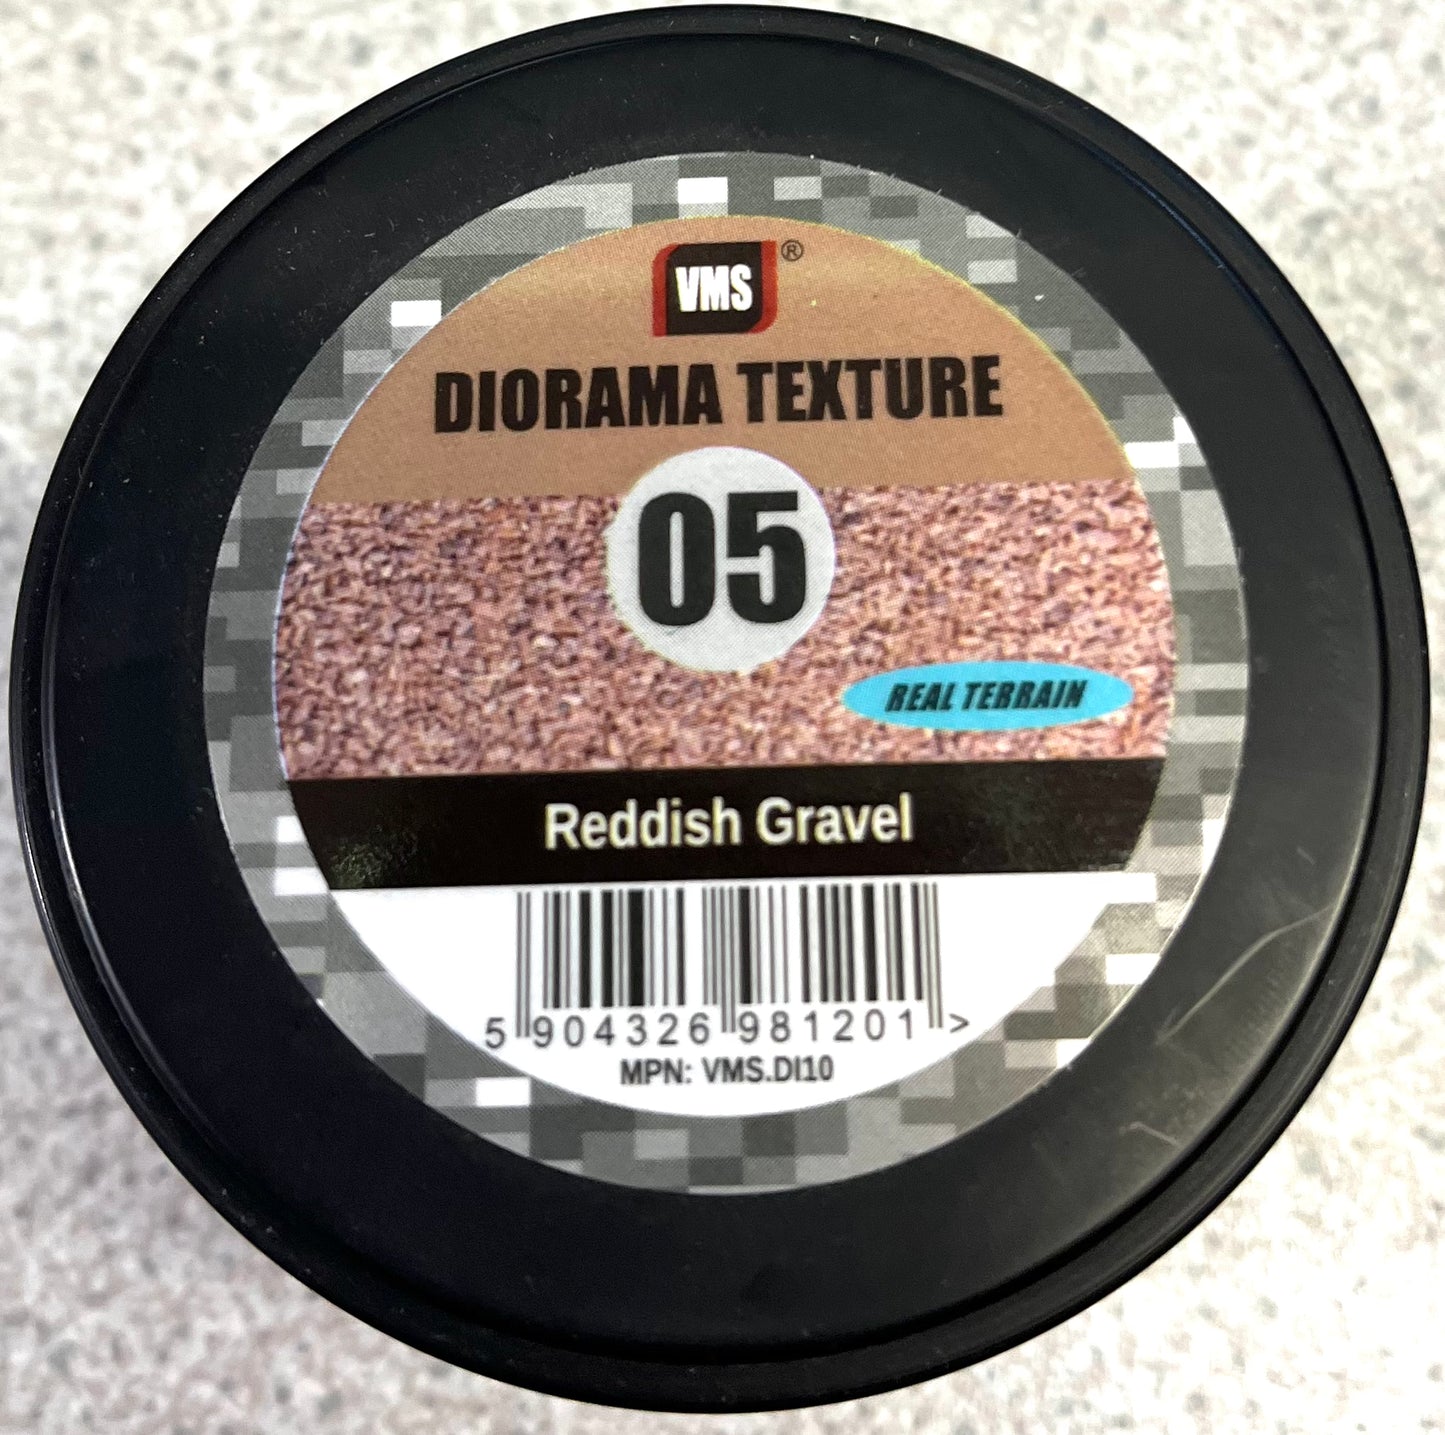 VMS®
DIORAMA TEXTURE
05
REAL TERRAIN
Reddish Gravel
5 904326 981201 >
MPN: VMS.DI10